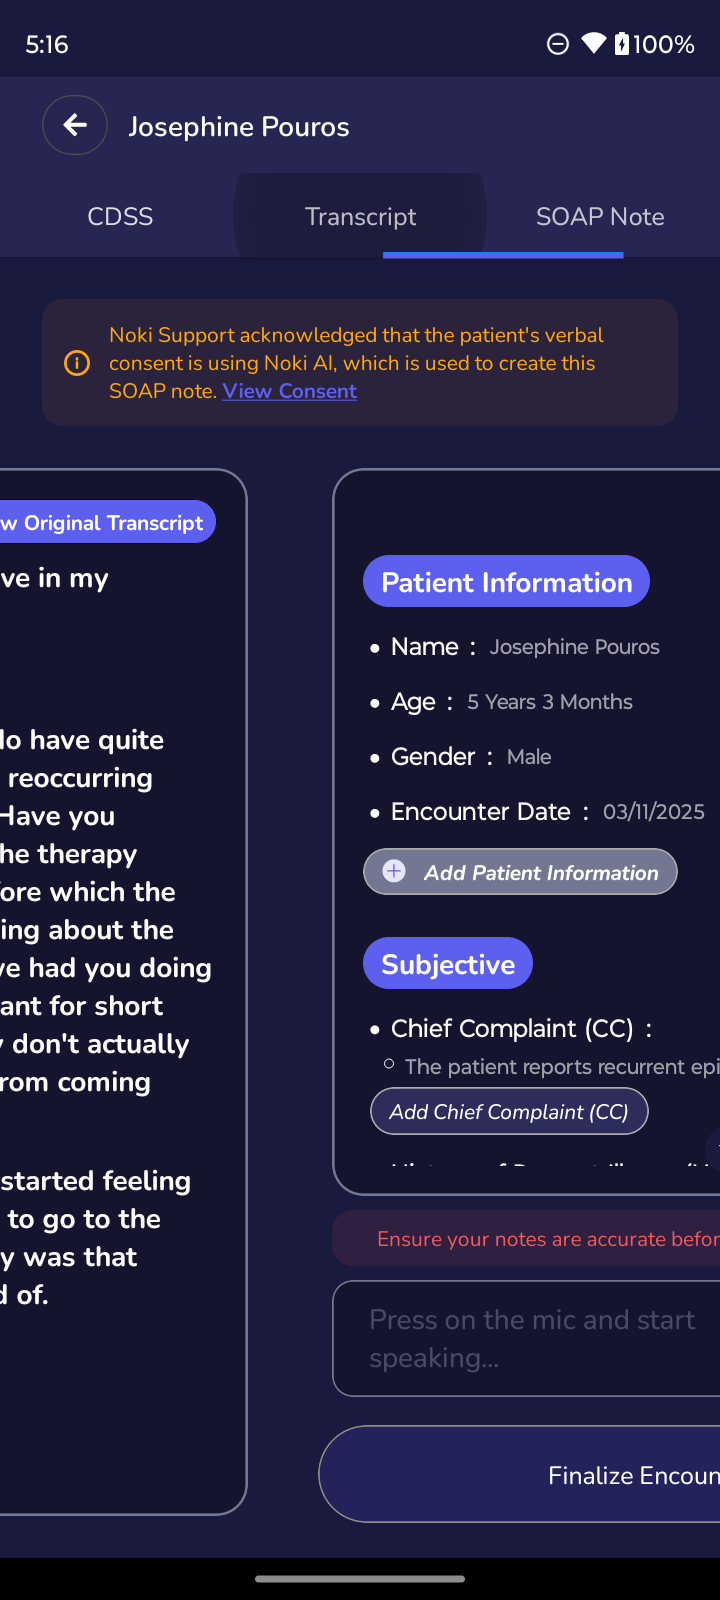 5:16
100%
Josephine Pouros
CDSS
Transcript
SOAP Note
Noki Support acknowledged that the patient's verbal
consent is using Noki AI, which is used to create this
SOAP note. View Consent
Original Transcript
ve in my
have quite
reoccurring
Have you
he therapy
ore which the
ing about the
ve had you doing
ant for short
don't actually
rom coming
started feeling
to go to the
y was that
d of.
Patient Information
• Name : Josephine Pouros
• Age : 5 Years 3 Months
• Gender : Male
• Encounter Date : 03/11/2025
Add Patient Information
Subjective
• Chief Complaint (CC) :
The patient reports recurrent epi
Add Chief Complaint (CC)
Ensure your notes are accurate befor
Press on the mic and start
speaking...
Finalize Encoun